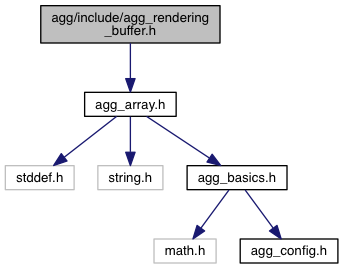 agg/include/agg_rendering
_buffer.h
agg_array.h
stddef.h
string.h
agg_basics.h
math.h
agg_config.h